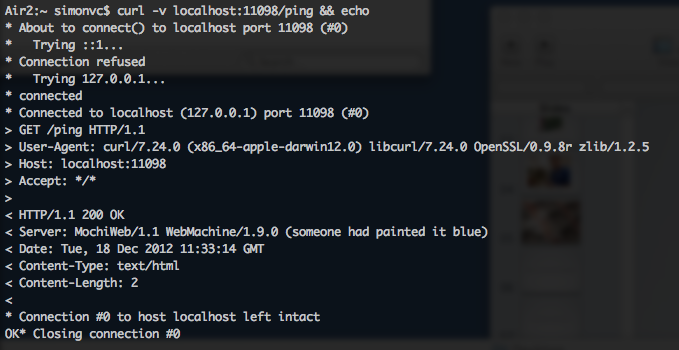 Air2:~ simonvc$ curl -v localhost:11098/ping && echo
* About to connect() to localhost port 11098 (#0)
*   Trying ::1...
* Connection refused
*   Trying 127.0.0.1...
* connected
* Connected to localhost (127.0.0.1) port 11098 (#0)
> GET /ping HTTP/1.1
> User-Agent: curl/7.24.0 (x86_64-apple-darwin12.0) libcurl/7.24.0 OpenSSL/0.9.8r zlib/1.2.5
> Host: localhost:11098
> Accept: */*
>
< HTTP/1.1 200 OK
< Server: MochiWeb/1.1 WebMachine/1.9.0 (someone had painted it blue)
< Date: Tue, 18 Dec 2012 11:33:14 GMT
< Content-Type: text/html
< Content-Length: 2
<
* Connection #0 to host localhost left intact
OK* Closing connection #0